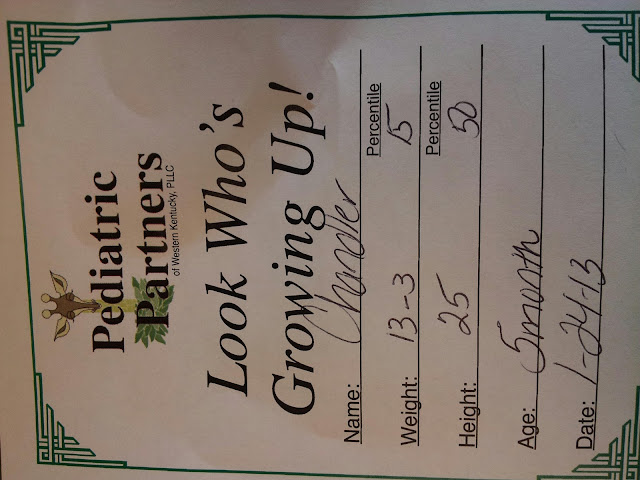 Pediatric
Partners
of Western Kentucky, PLLC
Look Who's
Growing Up!
Name: Chandler
Percentile
Weight: 13-3 15
Percentile
Height: 25 50
Age: 5 month
Date: 1-24-13